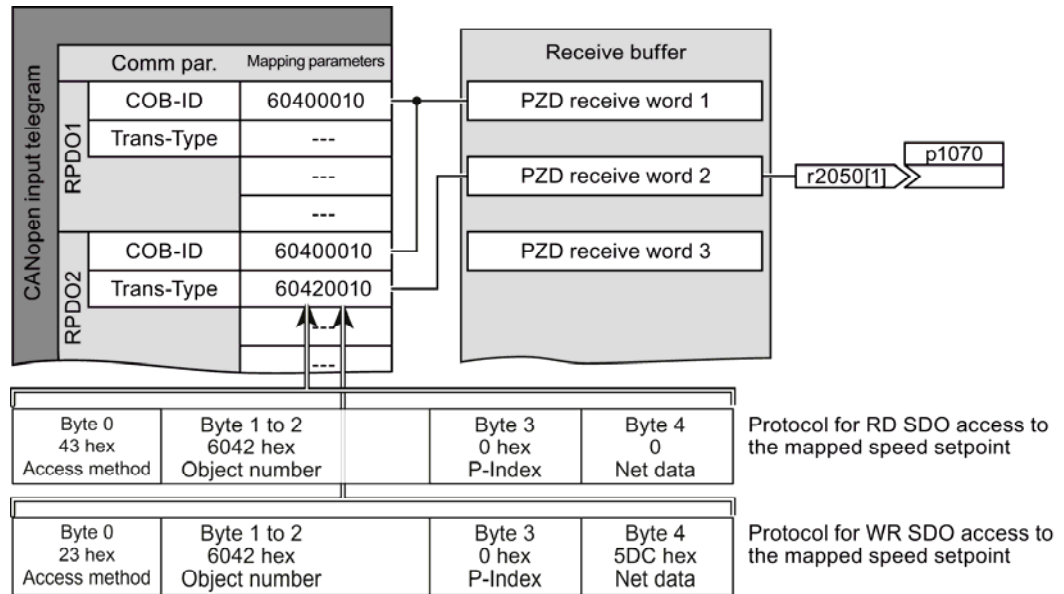 Comm par. Mapping parameters
Receive buffer
CANopen input telegram
RPDO1
COB-ID 60400010
PZD receive word 1
Trans-Type ---
---
---
PZD receive word 2
r2050[1]
p1070
RPDO2
COB-ID 60400010
PZD receive word 3
Trans-Type 60420010
---
---
Byte 0 Byte 1 to 2 Byte 3 Byte 4
43 hex 6042 hex 0 hex 0
Access method Object number P-Index Net data
Protocol for RD SDO access to
the mapped speed setpoint
Byte 0 Byte 1 to 2 Byte 3 Byte 4
23 hex 6042 hex 0 hex 5DC hex
Access method Object number P-Index Net data
Protocol for WR SDO access to
the mapped speed setpoint